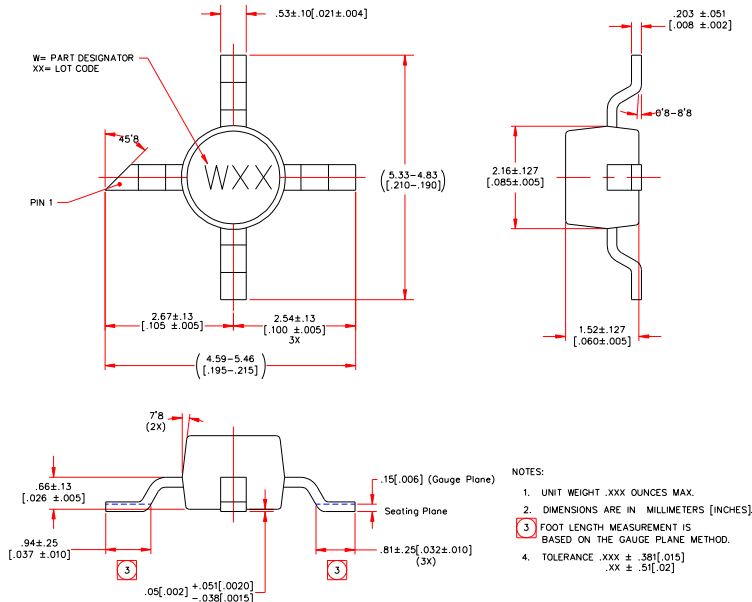 .53±.10[.021±.004]
.203 ±.051
[.008 ±.002]
W= PART DESIGNATOR
XX= LOT CODE
0°8-8°8
45°8
WXX
PIN 1
(5.33-4.83
[.210-.190])
2.16±.127
[.085±.005]
2.67±.13
[.105 ±.005]
2.54±.13
[.100 ±.005]
3X
(4.59-5.46
[.195-.215])
1.52±.127
[.060±.005]
7°8
(2X)
.66±.13
[.026 ±.005]
.15[.006] (Gauge Plane)
Seating Plane
.94±.25
[.037 ±.010]
3
.81±.25[.032±.010]
(3X)
3
.05[.002] +.051[.0020]
-.038[.0015]
NOTES:
1. UNIT WEIGHT .XXX OUNCES MAX.
2. DIMENSIONS ARE IN MILLIMETERS [INCHES].
3 FOOT LENGTH MEASUREMENT IS
BASED ON THE GAUGE PLANE METHOD.
4. TOLERANCE .XXX ± .381[.015]
.XX ± .51[.02]